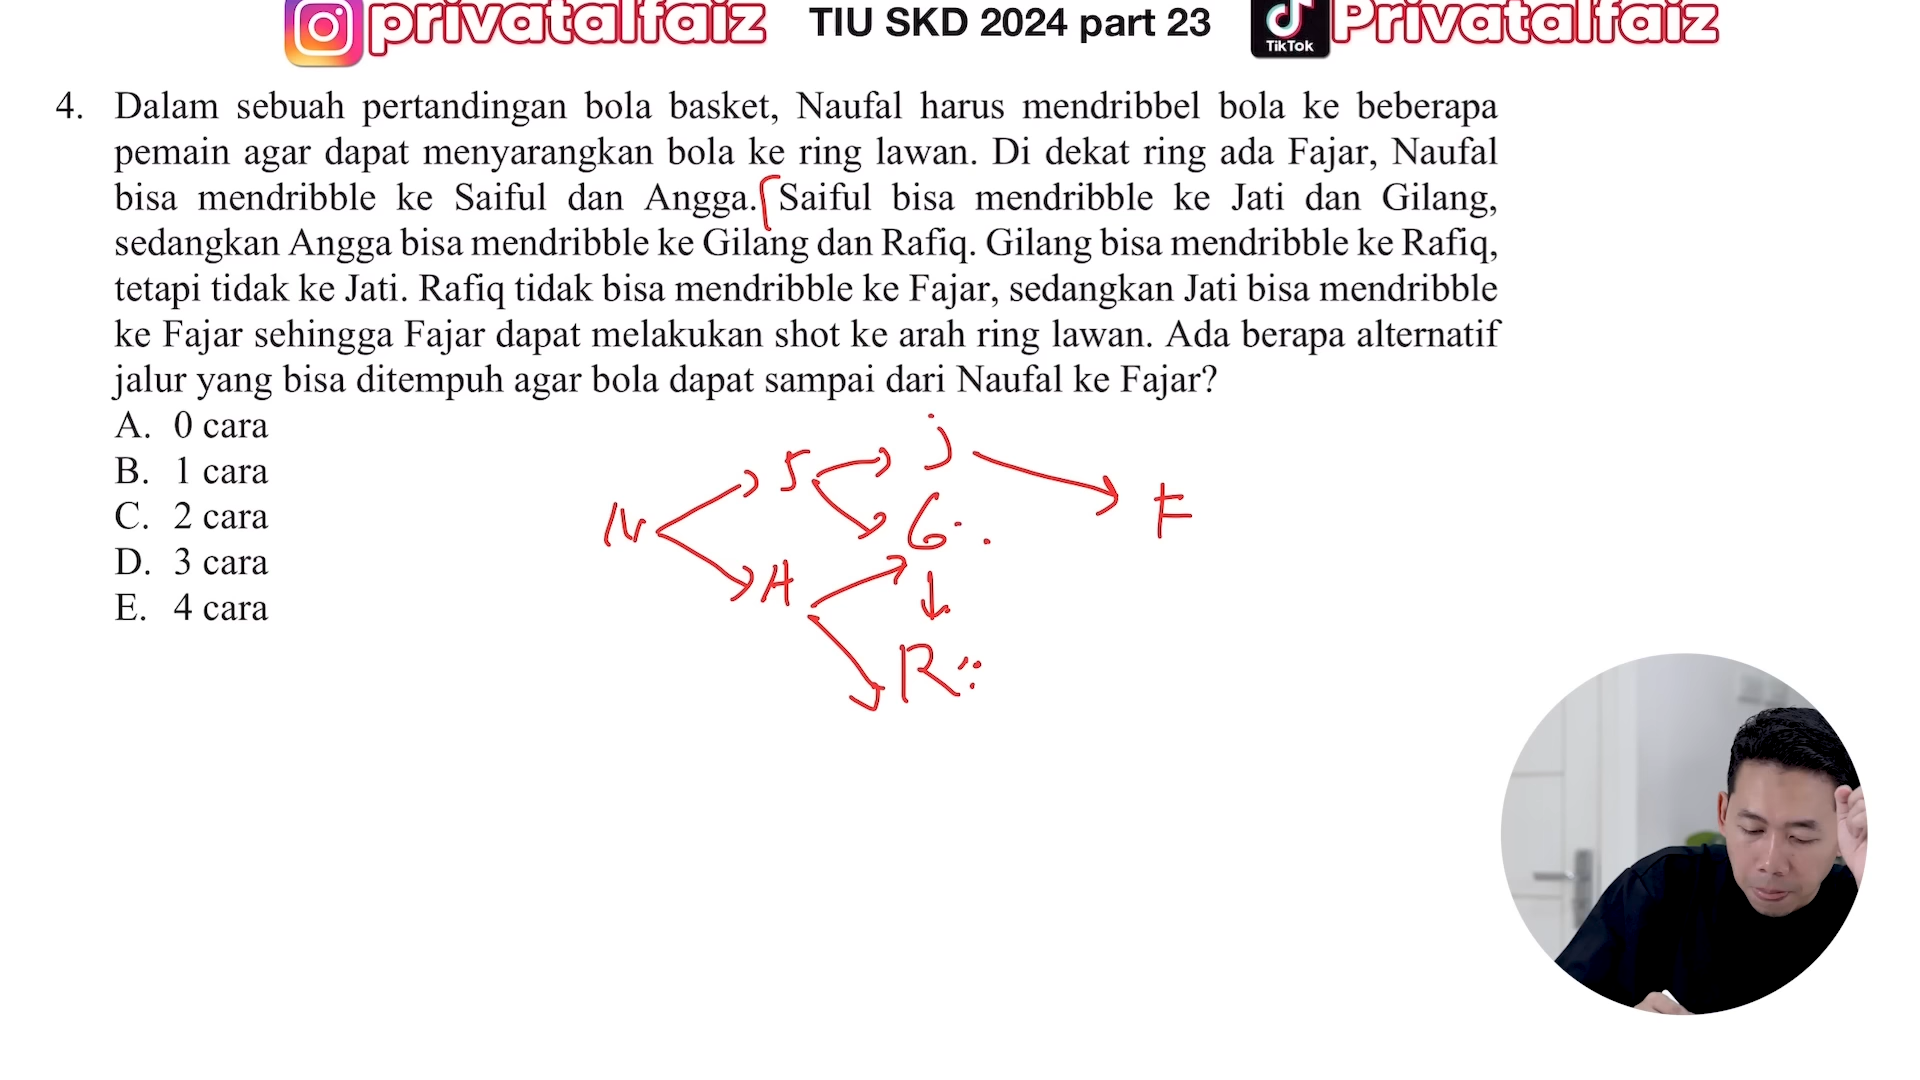 privatalfaiz TIU SKD 2024 part 23 TikTok Privatalfaiz
4. Dalam sebuah pertandingan bola basket, Naufal harus mendribbel bola ke beberapa
pemain agar dapat menyarangkan bola ke ring lawan. Di dekat ring ada Fajar, Naufal
bisa mendribble ke Saiful dan Angga. Saiful bisa mendribble ke Jati dan Gilang,
sedangkan Angga bisa mendribble ke Gilang dan Rafiq. Gilang bisa mendribble ke Rafiq,
tetapi tidak ke Jati. Rafiq tidak bisa mendribble ke Fajar, sedangkan Jati bisa mendribble
ke Fajar sehingga Fajar dapat melakukan shot ke arah ring lawan. Ada berapa alternatif
jalur yang bisa ditempuh agar bola dapat sampai dari Naufal ke Fajar?
A. 0 cara
B. 1 cara
C. 2 cara
D. 3 cara
E. 4 cara
J
S
F
N
G
A
R